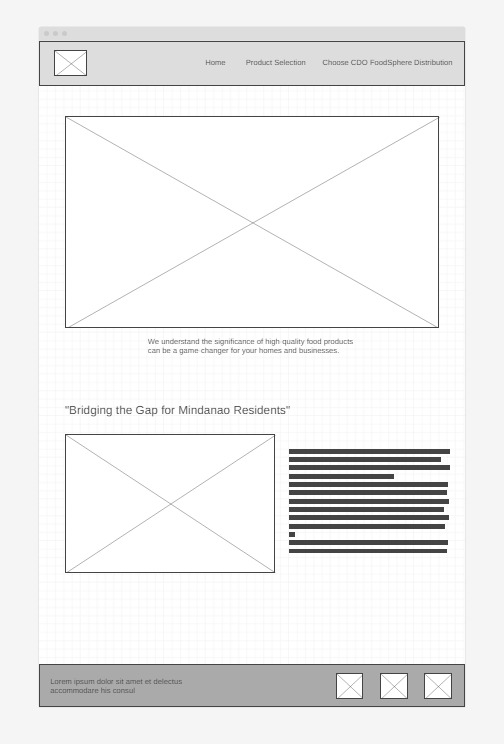 Home Product Selection Choose CDO FoodSphere Distribution
We understand the significance of high quality food products
can be a game-changer for your homes and businesses.
"Bridging the Gap for Mindanao Residents"
Lorem ipsum dolor sit amet et delectus
accommodare his consul